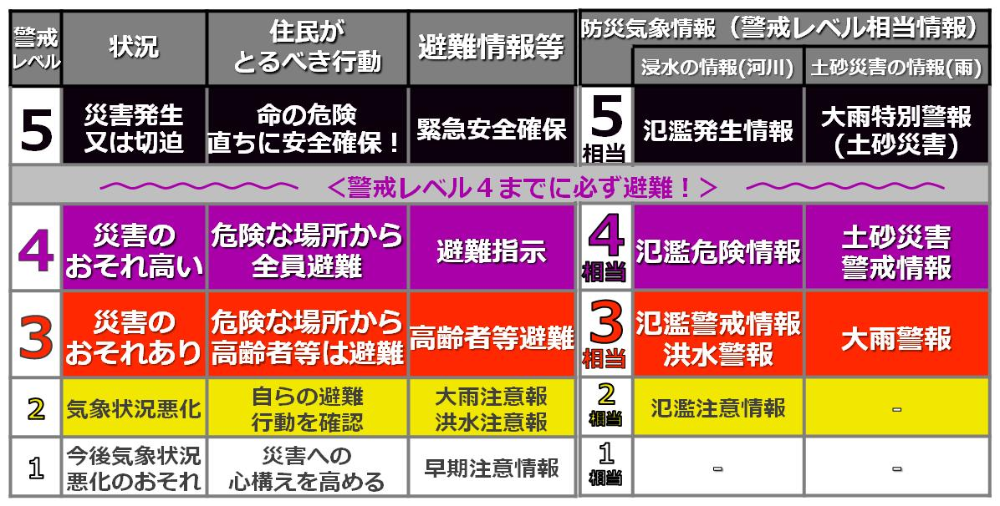 警戒
レベル
状況
住民が
とるべき行動
避難情報等
防災気象情報（警戒レベル相当情報）
浸水の情報(河川)
土砂災害の情報(雨)
5
災害発生
又は切迫
命の危険
直ちに安全確保！
緊急安全確保
5
相当
氾濫発生情報
大雨特別警報
(土砂災害)
＜警戒レベル４までに必ず避難！＞
4
災害の
おそれ高い
危険な場所から
全員避難
避難指示
4
相当
氾濫危険情報
土砂災害
警戒情報
3
災害の
おそれあり
危険な場所から
高齢者等は避難
高齢者等避難
3
相当
氾濫警戒情報
洪水警報
大雨警報
2
気象状況悪化
自らの避難
行動を確認
大雨注意報
洪水注意報
2
相当
氾濫注意情報
-
1
今後気象状況
悪化のおそれ
災害への
心構えを高める
早期注意情報
1
相当
-
-